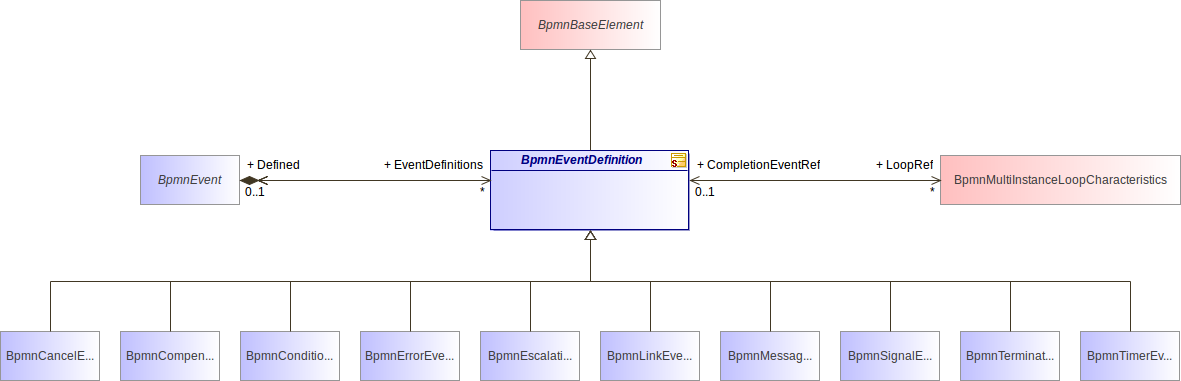 BpmnBaseElement
+ Defined
+ EventDefinitions
BpmnEventDefinition
S
+ CompletionEventRef
+ LoopRef
BpmnEvent
BpmnMultiInstanceLoopCharacteristics
0..1
*
0..1
*
BpmnCancelE...
BpmnCompen...
BpmnConditio...
BpmnErrorEve...
BpmnEscalati...
BpmnLinkEve...
BpmnMessag...
BpmnSignalE...
BpmnTerminat...
BpmnTimerEv...